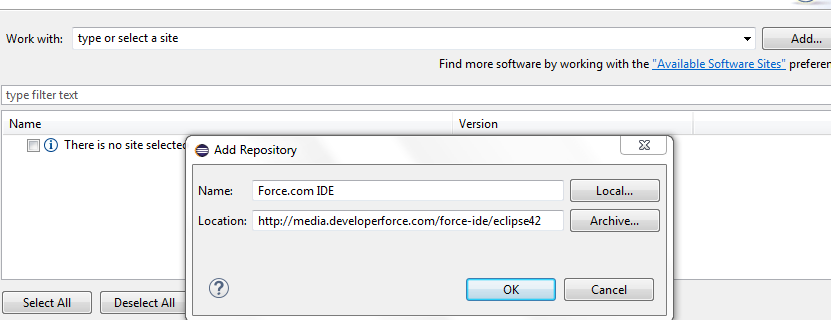 Work with: type or select a site Add...
Find more software by working with the "Available Software Sites" preferen
type filter text
Name Version
There is no site selected
Add Repository
Name: Force.com IDE Local...
Location: http://media.developerforce.com/force-ide/eclipse42 Archive...
OK Cancel
Select All Deselect All